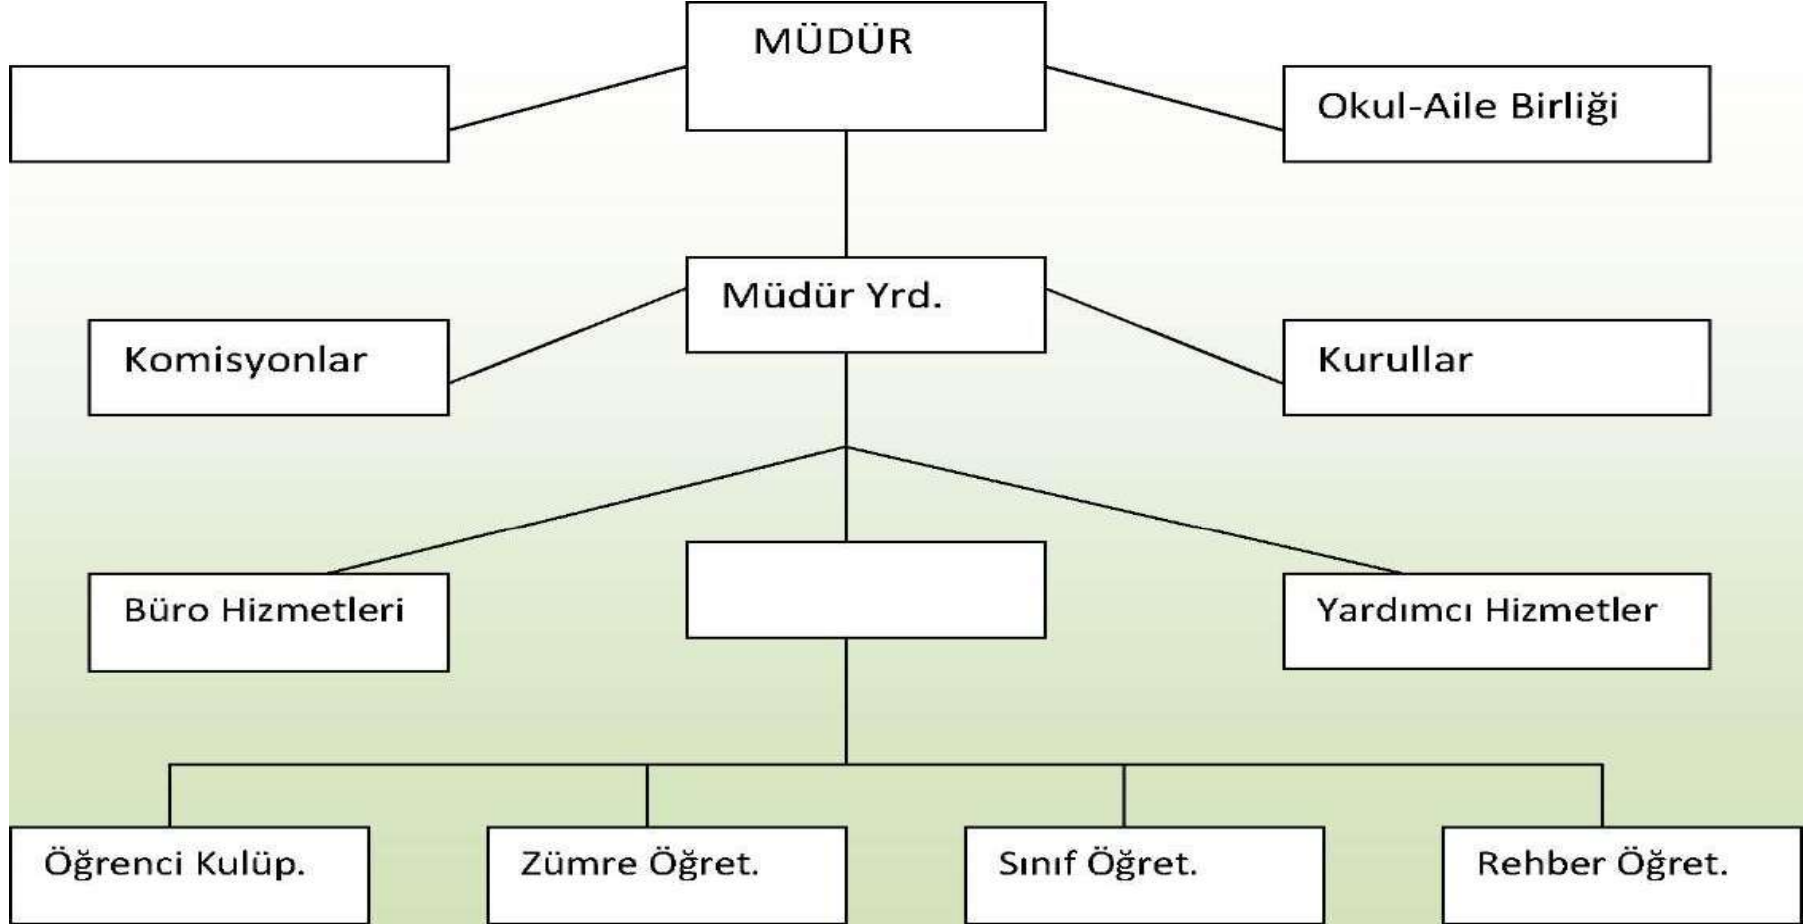 MÜDÜR
Okul-Aile Birliği
Müdür Yrd.
Komisyonlar
Kurullar
Büro Hizmetleri
Yardımcı Hizmetler
Öğrenci Kulüp.
Zümre Öğret.
Sınıf Öğret.
Rehber Öğret.